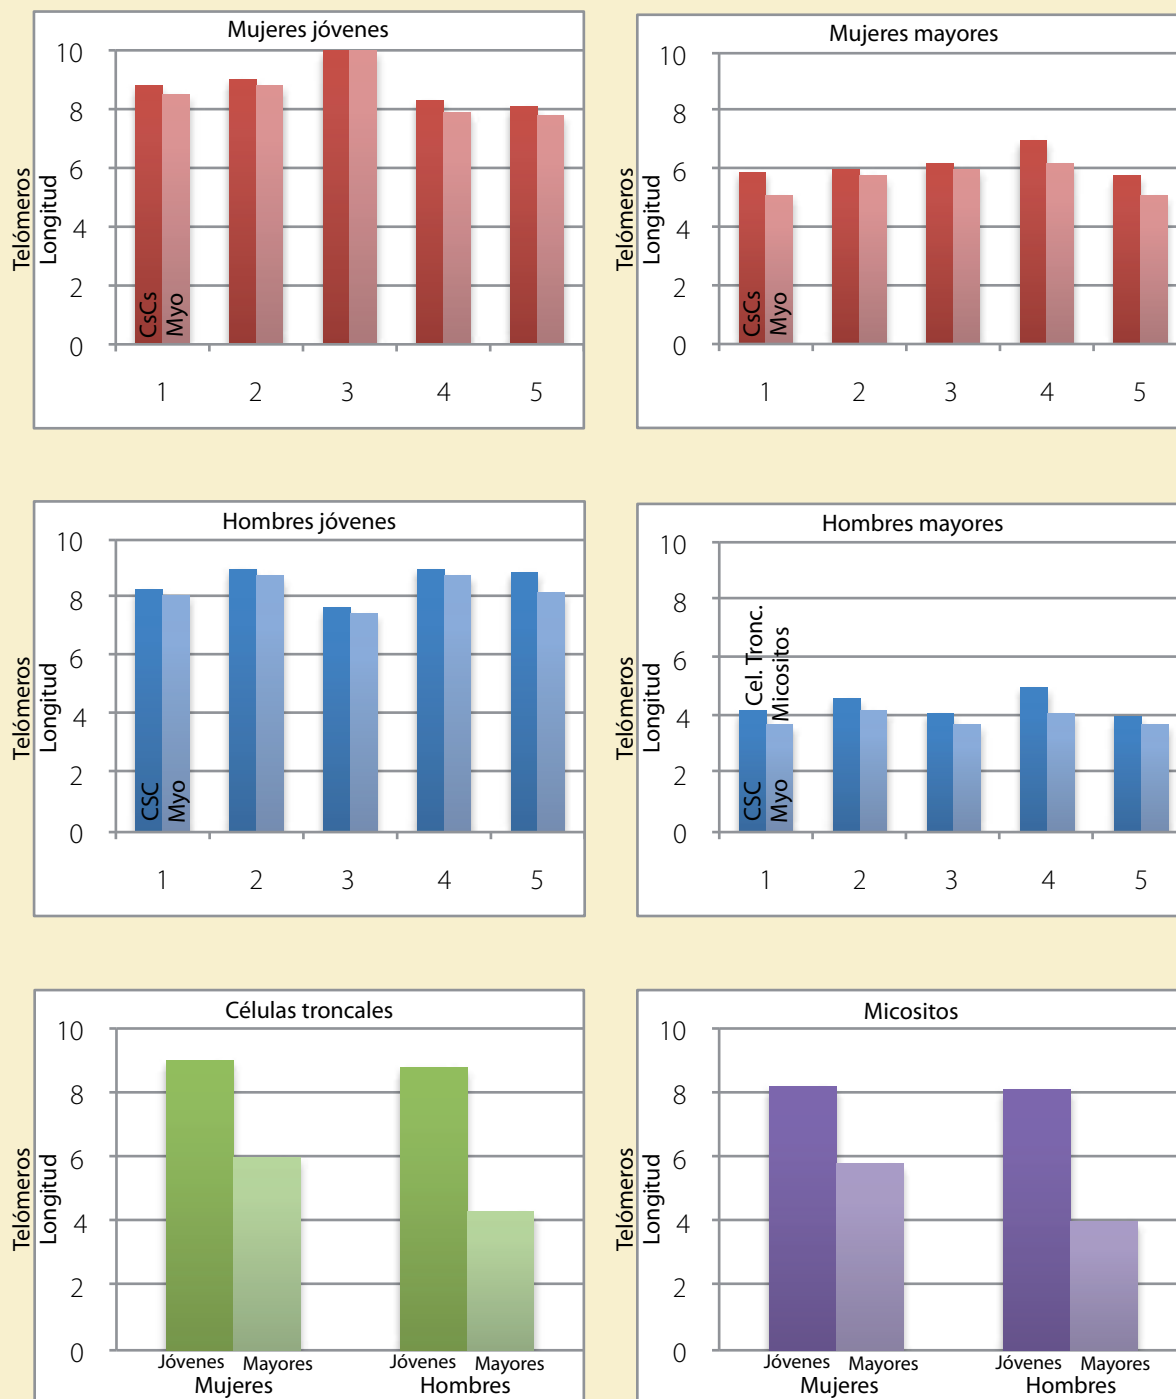 Mujeres jóvenes
10
8
6
4
2
0
Telómeros
Longitud
CsCs
Myo
1 2 3 4 5
Mujeres mayores
10
8
6
4
2
0
Telómeros
Longitud
CsCs
Myo
1 2 3 4 5
Hombres jóvenes
10
8
6
4
2
0
Telómeros
Longitud
CSC
Myo
1 2 3 4 5
Hombres mayores
10
8
6
4
2
0
Telómeros
Longitud
Cel. Tronc.
Micositos
CSC
Myo
1 2 3 4 5
Células troncales
10
8
6
4
2
0
Telómeros
Longitud
Jóvenes Mayores Jóvenes Mayores
Mujeres Hombres
Micositos
10
8
6
4
2
0
Telómeros
Longitud
Jóvenes Mayores Jóvenes Mayores
Mujeres Hombres